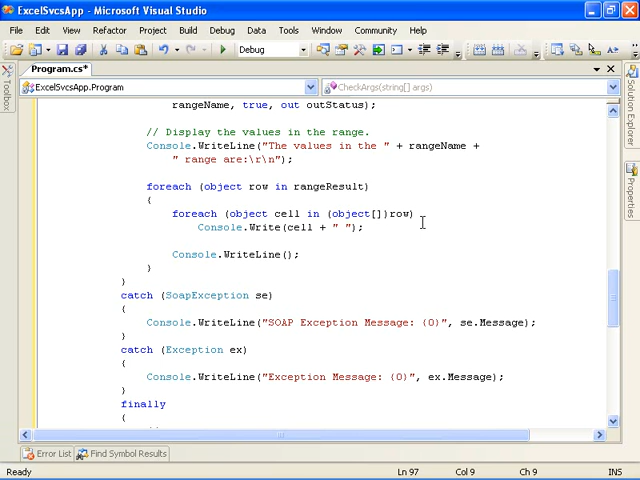 ExcelSvcsApp - Microsoft Visual Studio
File Edit View Refactor Project Build Debug Data Tools Window Community Help
Debug
Program.cs*
ExcelSvcsApp.Program CheckArgs(string[] args)
Toolbox
Solution Explorer
Properties
rangeName, true, out outStatus);
// Display the values in the range.
Console.WriteLine("The values in the " + rangeName +
" range are:\r\n");
foreach (object row in rangeResult)
{
foreach (object cell in (object[])row)
Console.Write(cell + " ");
Console.WriteLine();
}
}
catch (SoapException se)
{
Console.WriteLine("SOAP Exception Message: {0}", se.Message);
}
catch (Exception ex)
{
Console.WriteLine("Exception Message: {0}", ex.Message);
}
finally
{
Error List Find Symbol Results
Ready Ln 97 Col 9 Ch 9 INS